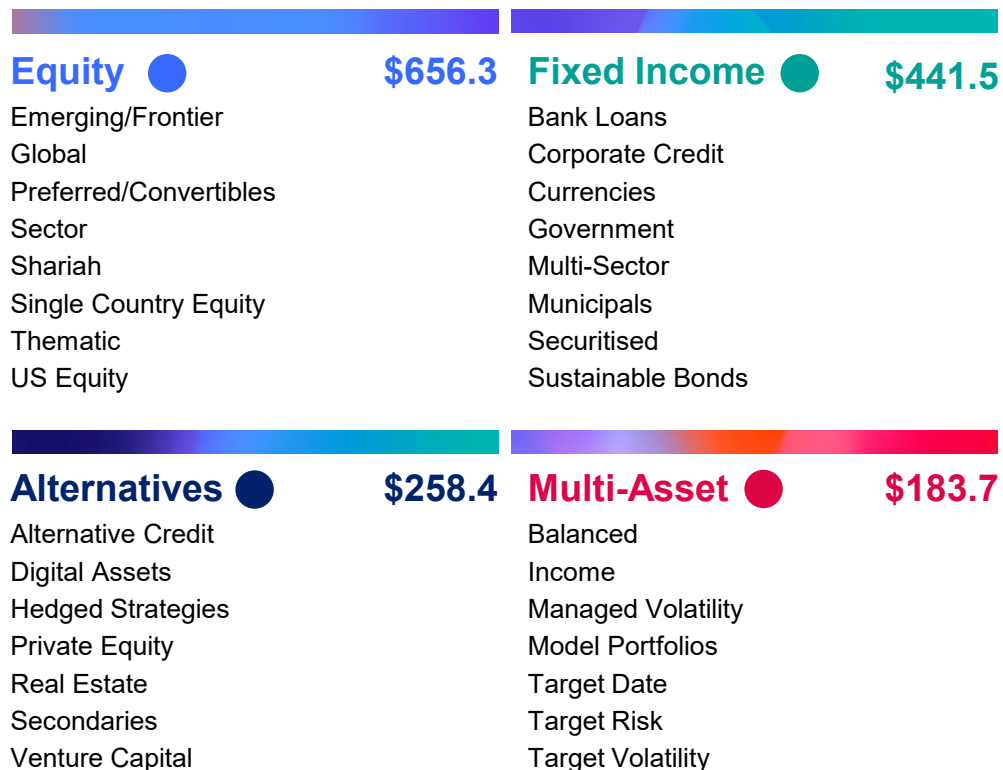 Equity $656.3
Emerging/Frontier
Global
Preferred/Convertibles
Sector
Shariah
Single Country Equity
Thematic
US Equity
Fixed Income $441.5
Bank Loans
Corporate Credit
Currencies
Government
Multi-Sector
Municipals
Securitised
Sustainable Bonds
Alternatives $258.4
Alternative Credit
Digital Assets
Hedged Strategies
Private Equity
Real Estate
Secondaries
Venture Capital
Multi-Asset $183.7
Balanced
Income
Managed Volatility
Model Portfolios
Target Date
Target Risk
Target Volatility